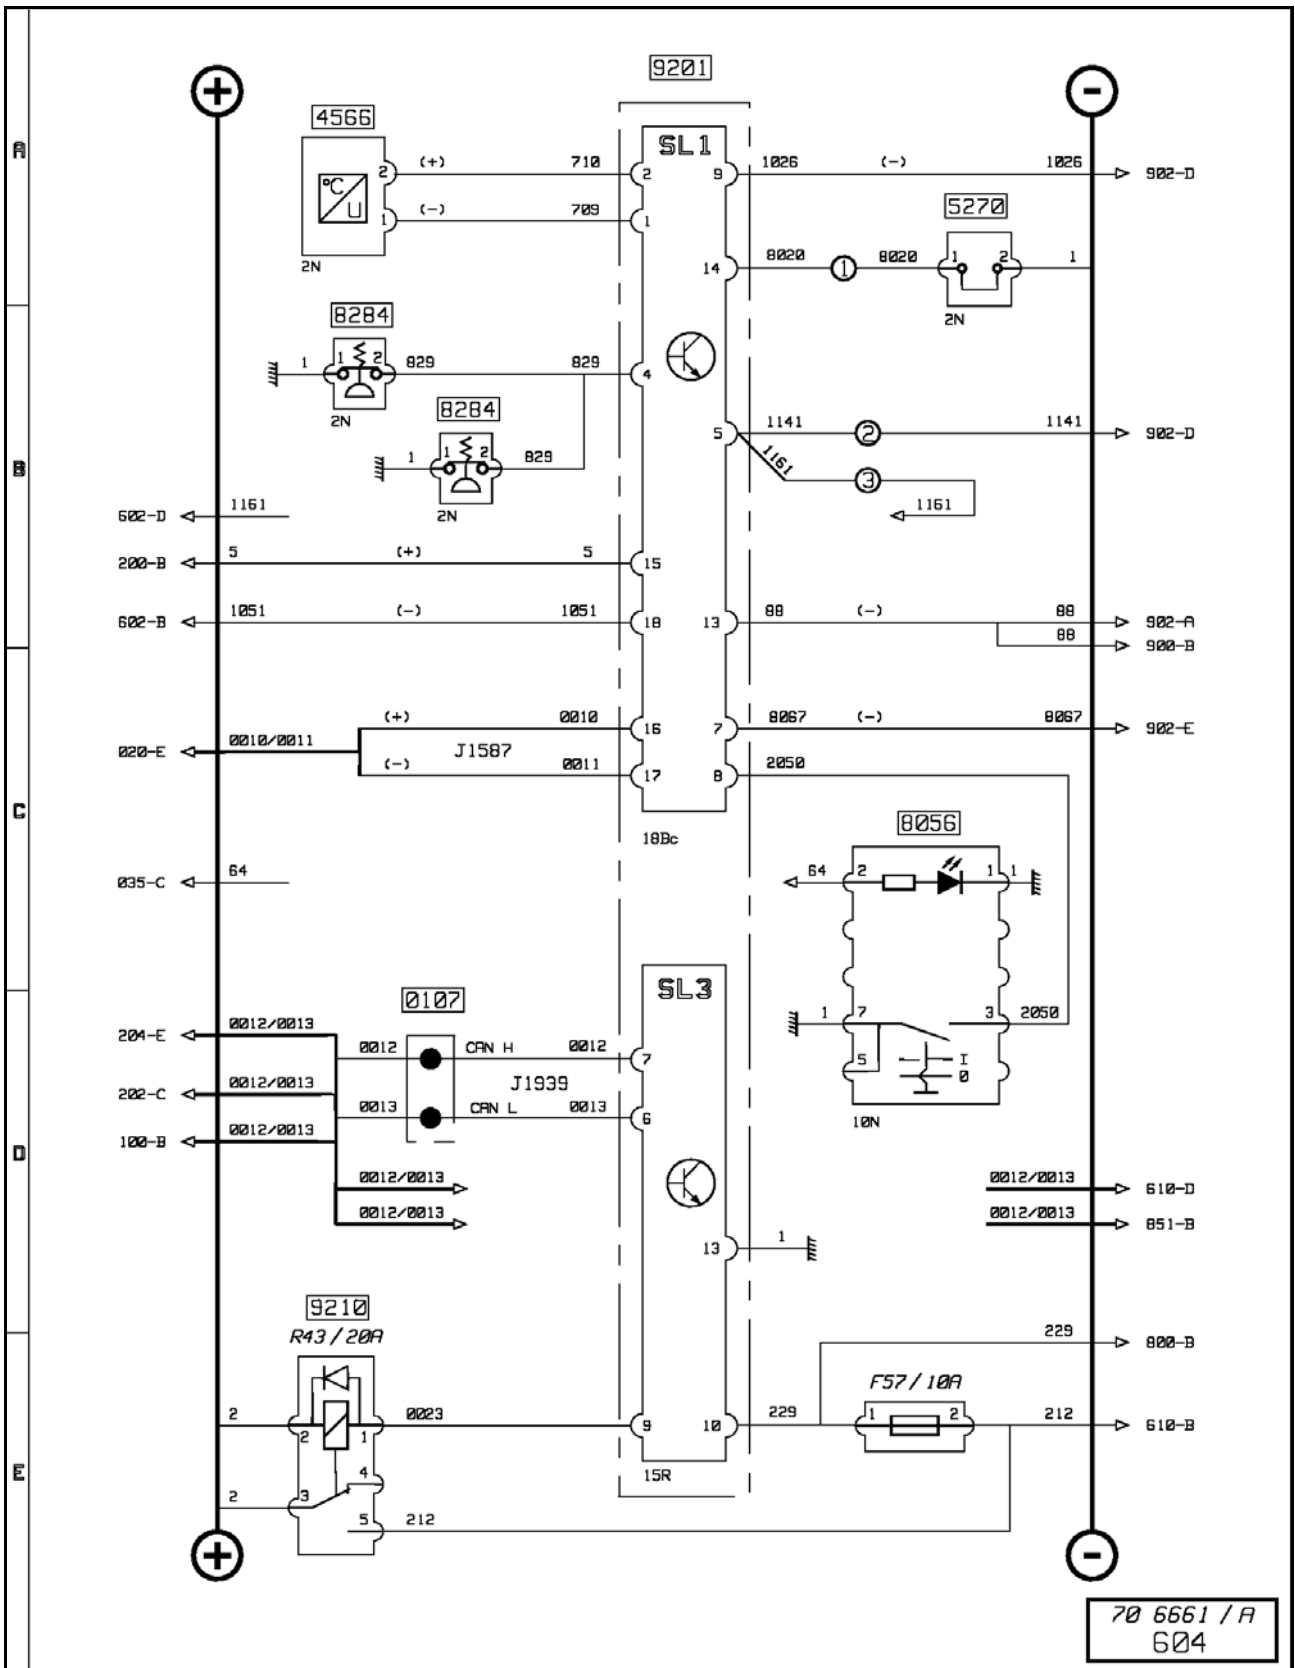 9201
+
-
4566
A
SL1
°C
U
2
(+)
710
2
9
1026
(-)
1026
902-D
1
(-)
709
1
5270
2N
14
8020
1
8020
1
2
1
2N
8284
1
1
2
829
829
4
2N
8284
1
1
2
829
2N
B
5
1141
2
1141
902-D
1161
3
1161
602-D
1161
200-B
5
(+)
5
15
602-B
1051
(-)
1051
18
13
88
(-)
88
902-A
88
900-B
(+)
0010
16
7
8067
(-)
8067
902-E
020-E
0010/0011
J1587
(-)
0011
17
8
2050
C
18Bc
8056
035-C
64
64
2
1
1
SL3
0107
1
7
3
2050
5
I
0
10N
204-E
0012/0013
0012
CAN H
0012
7
J1939
202-C
0012/0013
0013
CAN L
0013
6
100-B
0012/0013
D
0012/0013
0012/0013
610-D
0012/0013
0012/0013
851-B
13
1
9210
R43/20A
229
800-B
F57/10A
2
2
1
0023
9
10
229
1
2
212
610-B
E
4
15R
2
3
5
212
+
-
70 6661/A
604